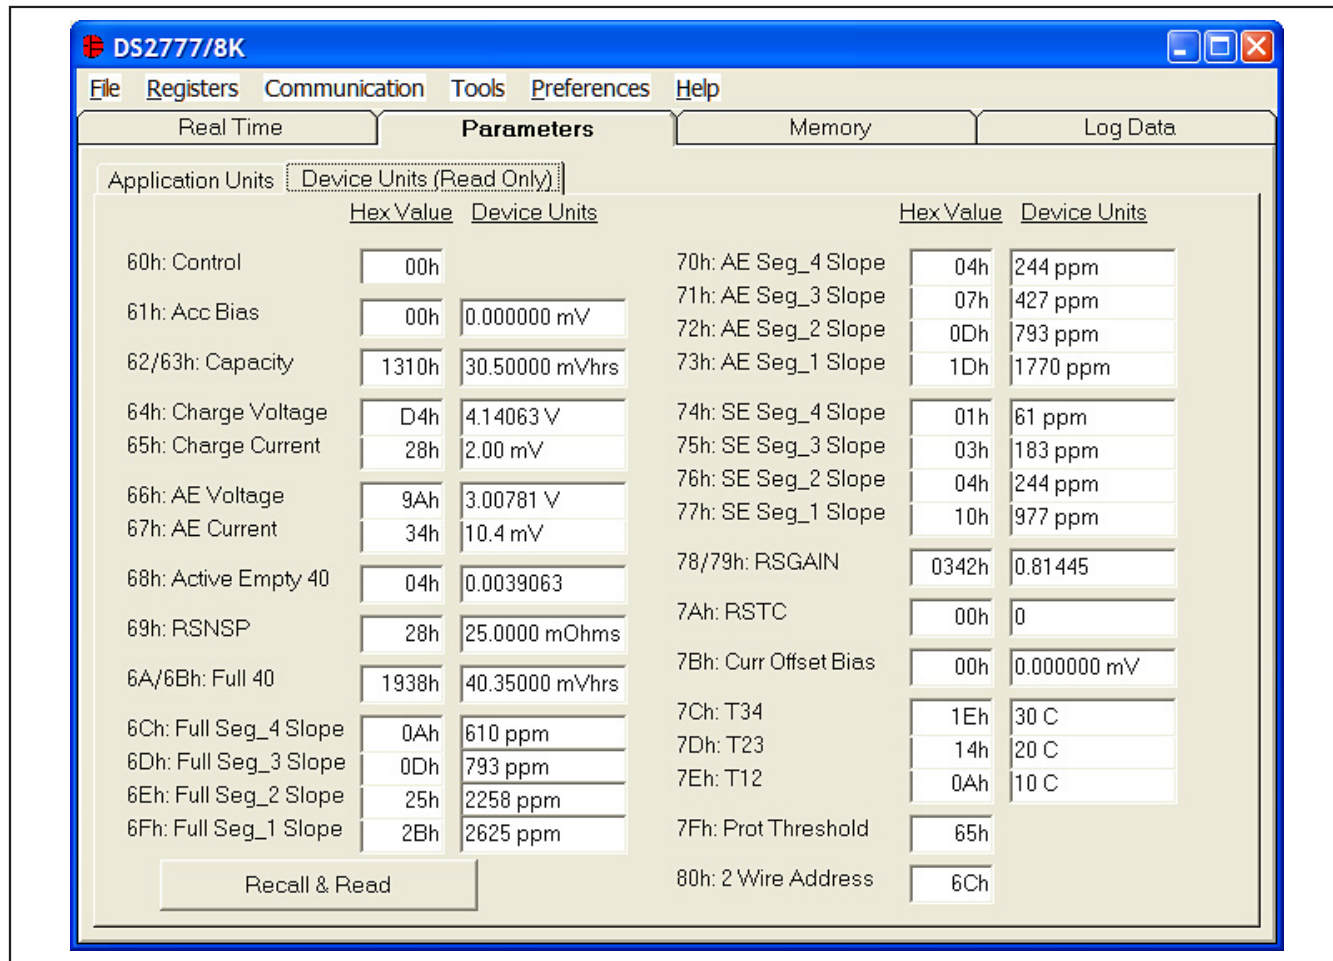 DS2777/8K
File Registers Communication Tools Preferences Help
Real Time Parameters Memory Log Data
Application Units Device Units (Read Only)
Hex Value Device Units
60h: Control 00h
61h: Acc Bias 00h 0.000000 mV
62/63h: Capacity 1310h 30.50000 mVhrs
64h: Charge Voltage D4h 4.14063 V
65h: Charge Current 28h 2.00 mV
66h: AE Voltage 9Ah 3.00781 V
67h: AE Current 34h 10.4 mV
68h: Active Empty 40 04h 0.0039063
69h: RSNSP 28h 25.0000 mOhms
6A/6Bh: Full 40 1938h 40.35000 mVhrs
6Ch: Full Seg_4 Slope 0Ah 610 ppm
6Dh: Full Seg_3 Slope 0Dh 793 ppm
6Eh: Full Seg_2 Slope 25h 2258 ppm
6Fh: Full Seg_1 Slope 2Bh 2625 ppm
Recall & Read
Hex Value Device Units
70h: AE Seg_4 Slope 04h 244 ppm
71h: AE Seg_3 Slope 07h 427 ppm
72h: AE Seg_2 Slope 0Dh 793 ppm
73h: AE Seg_1 Slope 1Dh 1770 ppm
74h: SE Seg_4 Slope 01h 61 ppm
75h: SE Seg_3 Slope 03h 183 ppm
76h: SE Seg_2 Slope 04h 244 ppm
77h: SE Seg_1 Slope 10h 977 ppm
78/79h: RSGAIN 0342h 0.81445
7Ah: RSTC 00h 0
7Bh: Curr Offset Bias 00h 0.000000 mV
7Ch: T34 1Eh 30 C
7Dh: T23 14h 20 C
7Eh: T12 0Ah 10 C
7Fh: Prot Threshold 65h
80h: 2 Wire Address 6Ch